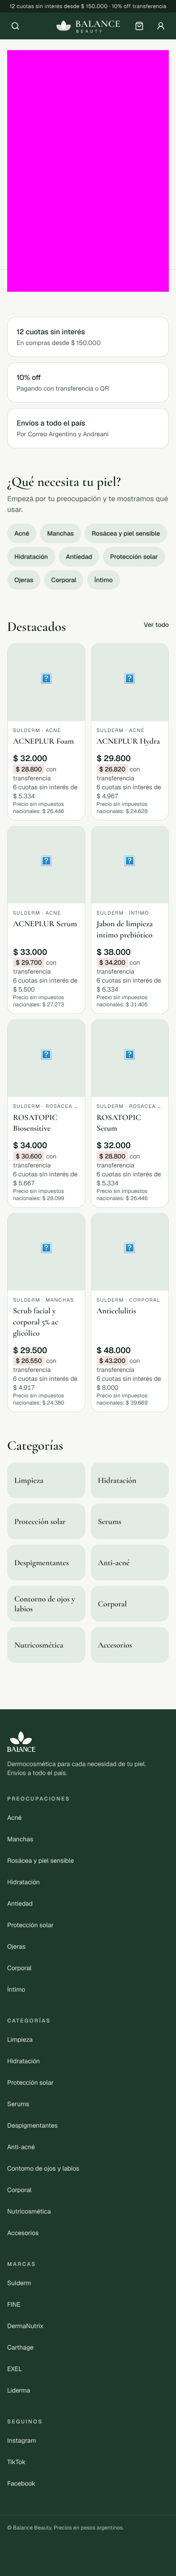 12 cuotas sin interés desde $ 150.000 · 10% off transferencia
BALANCE
BEAUTY
12 cuotas sin interés
En compras desde $ 150.000
10% off
Pagando con transferencia o QR
Envíos a todo el país
Por Correo Argentino y Andreani
¿Qué necesita tu piel?
Empezá por tu preocupación y te mostramos qué
usar.
Acné
Manchas
Rosácea y piel sensible
Hidratación
Antiedad
Protección solar
Ojeras
Corporal
Íntimo
Destacados
Ver todo
SULDERM · ACNÉ
ACNEPLUR Foam
$ 32.000
$ 28.800 con
transferencia
6 cuotas sin interés de
$ 5.334
Precio sin impuestos
nacionales: $ 26.446
SULDERM · ACNÉ
ACNEPLUR Hydra
$ 29.800
$ 26.820 con
transferencia
6 cuotas sin interés de
$ 4.967
Precio sin impuestos
nacionales: $ 24.628
SULDERM · ACNÉ
ACNEPLUR Serum
$ 33.000
$ 29.700 con
transferencia
6 cuotas sin interés de
$ 5.500
Precio sin impuestos
nacionales: $ 27.273
SULDERM · ÍNTIMO
Jabon de limpieza
intimo prebiótico
$ 38.000
$ 34.200 con
transferencia
6 cuotas sin interés de
$ 6.334
Precio sin impuestos
nacionales: $ 31.405
SULDERM · ROSÁCEA ...
ROSATOPIC
Biosensitive
$ 34.000
$ 30.600 con
transferencia
6 cuotas sin interés de
$ 5.667
Precio sin impuestos
nacionales: $ 28.099
SULDERM · ROSÁCEA ...
ROSATOPIC
Serum
$ 32.000
$ 28.800 con
transferencia
6 cuotas sin interés de
$ 5.334
Precio sin impuestos
nacionales: $ 26.446
SULDERM · MANCHAS
Scrub facial y
corporal 5% ac
glicólico
$ 29.500
$ 26.550 con
transferencia
6 cuotas sin interés de
$ 4.917
Precio sin impuestos
nacionales: $ 24.380
SULDERM · CORPORAL
Anticelulitis
$ 48.000
$ 43.200 con
transferencia
6 cuotas sin interés de
$ 8.000
Precio sin impuestos
nacionales: $ 39.669
Categorías
Limpieza
Hidratación
Protección solar
Serums
Despigmentantes
Anti-acné
Contorno de ojos y
labios
Corporal
Nutricosmética
Accesorios
BALANCE
Dermocosmética para cada necesidad de tu piel.
Envíos a todo el país.
PREOCUPACIONES
Acné
Manchas
Rosácea y piel sensible
Hidratación
Antiedad
Protección solar
Ojeras
Corporal
Íntimo
CATEGORÍAS
Limpieza
Hidratación
Protección solar
Serums
Despigmentantes
Anti-acné
Contorno de ojos y labios
Corporal
Nutricosmética
Accesorios
MARCAS
Sulderm
FINE
DermaNutrix
Carthage
EXEL
Liderma
SEGUINOS
Instagram
TikTok
Facebook
© Balance Beauty. Precios en pesos argentinos.